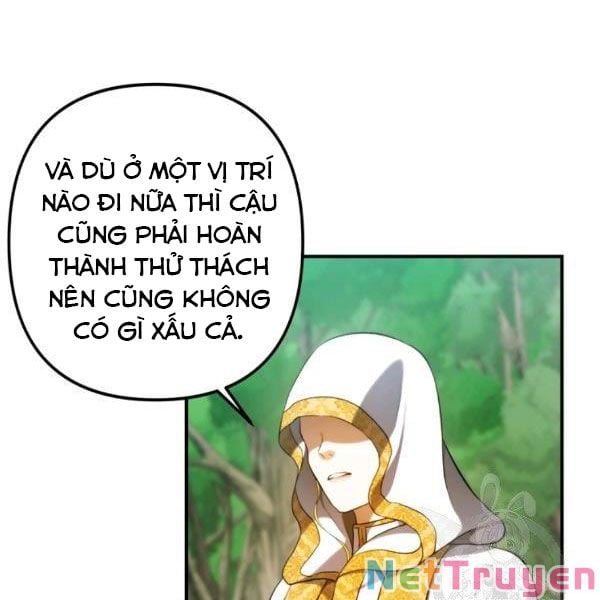 VÀ DÙ Ở MỘT VỊ TRÍ
NÀO ĐI NỮA THÌ CẬU
CŨNG PHẢI HOÀN
THÀNH THỬ THÁCH
NÊN CŨNG KHÔNG
CÓ GÌ XẤU CẢ.
NetTruyen